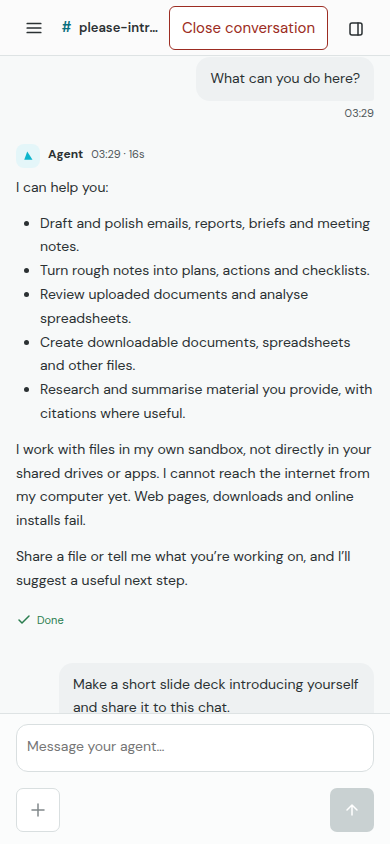 # please-intr...
Close conversation
What can you do here?
03:29
Agent 03:29 · 16s
I can help you:
• Draft and polish emails, reports, briefs and meeting
notes.
• Turn rough notes into plans, actions and checklists.
• Review uploaded documents and analyse
spreadsheets.
• Create downloadable documents, spreadsheets
and other files.
• Research and summarise material you provide, with
citations where useful.
I work with files in my own sandbox, not directly in your
shared drives or apps. I cannot reach the internet from
my computer yet. Web pages, downloads and online
installs fail.
Share a file or tell me what you're working on, and I'll
suggest a useful next step.
Done
Make a short slide deck introducing yourself
and share it to this chat.
Message your agent...